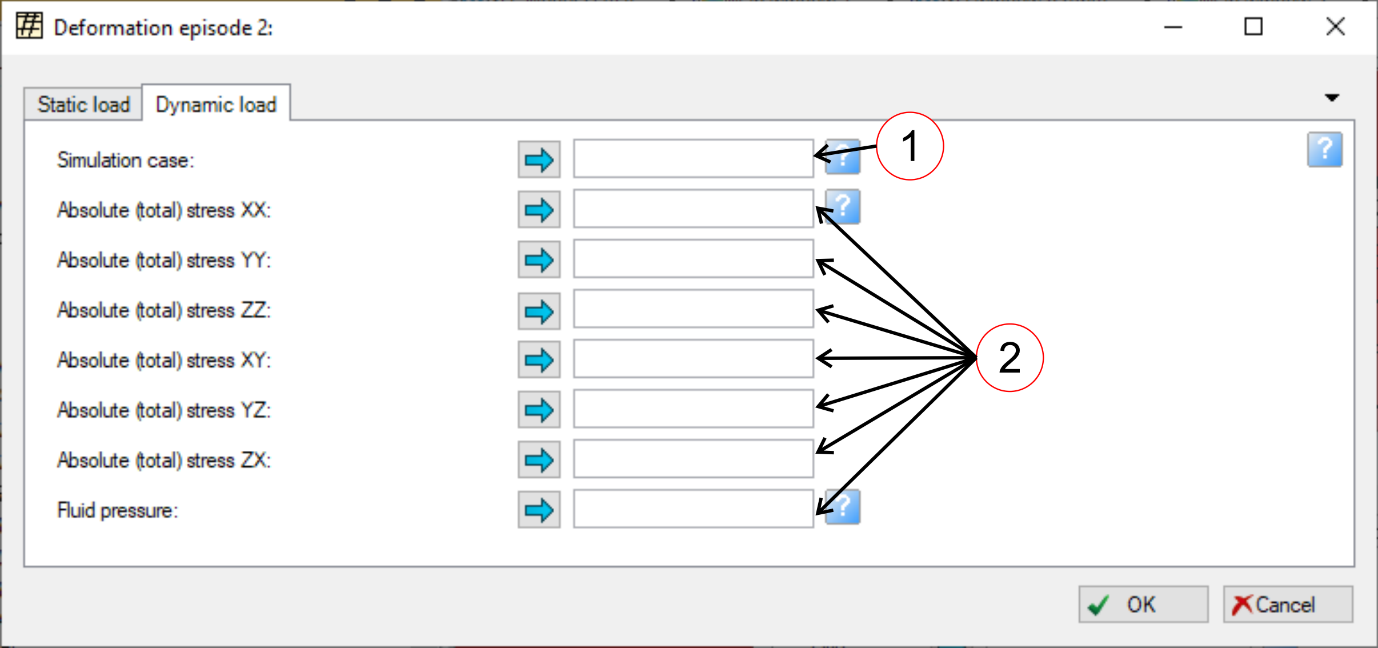 Deformation episode 2:
Static load
Dynamic load
Simulation case:
?
1
?
Absolute (total) stress XX:
?
Absolute (total) stress YY:
Absolute (total) stress ZZ:
Absolute (total) stress XY:
2
Absolute (total) stress YZ:
Absolute (total) stress ZX:
Fluid pressure:
?
OK
Cancel